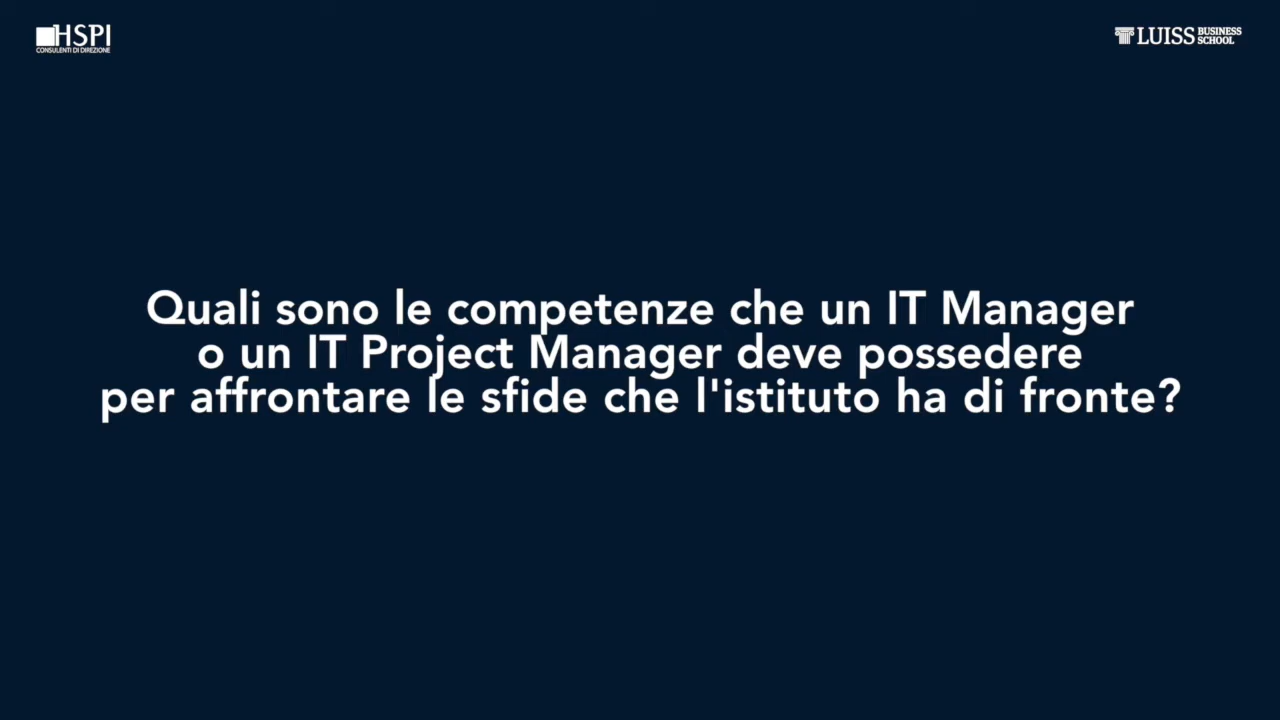 HSPI
CONSULENTI DI DIREZIONE
LUISS BUSINESS SCHOOL
Quali sono le competenze che un IT Manager
o un IT Project Manager deve possedere
per affrontare le sfide che l'istituto ha di fronte?